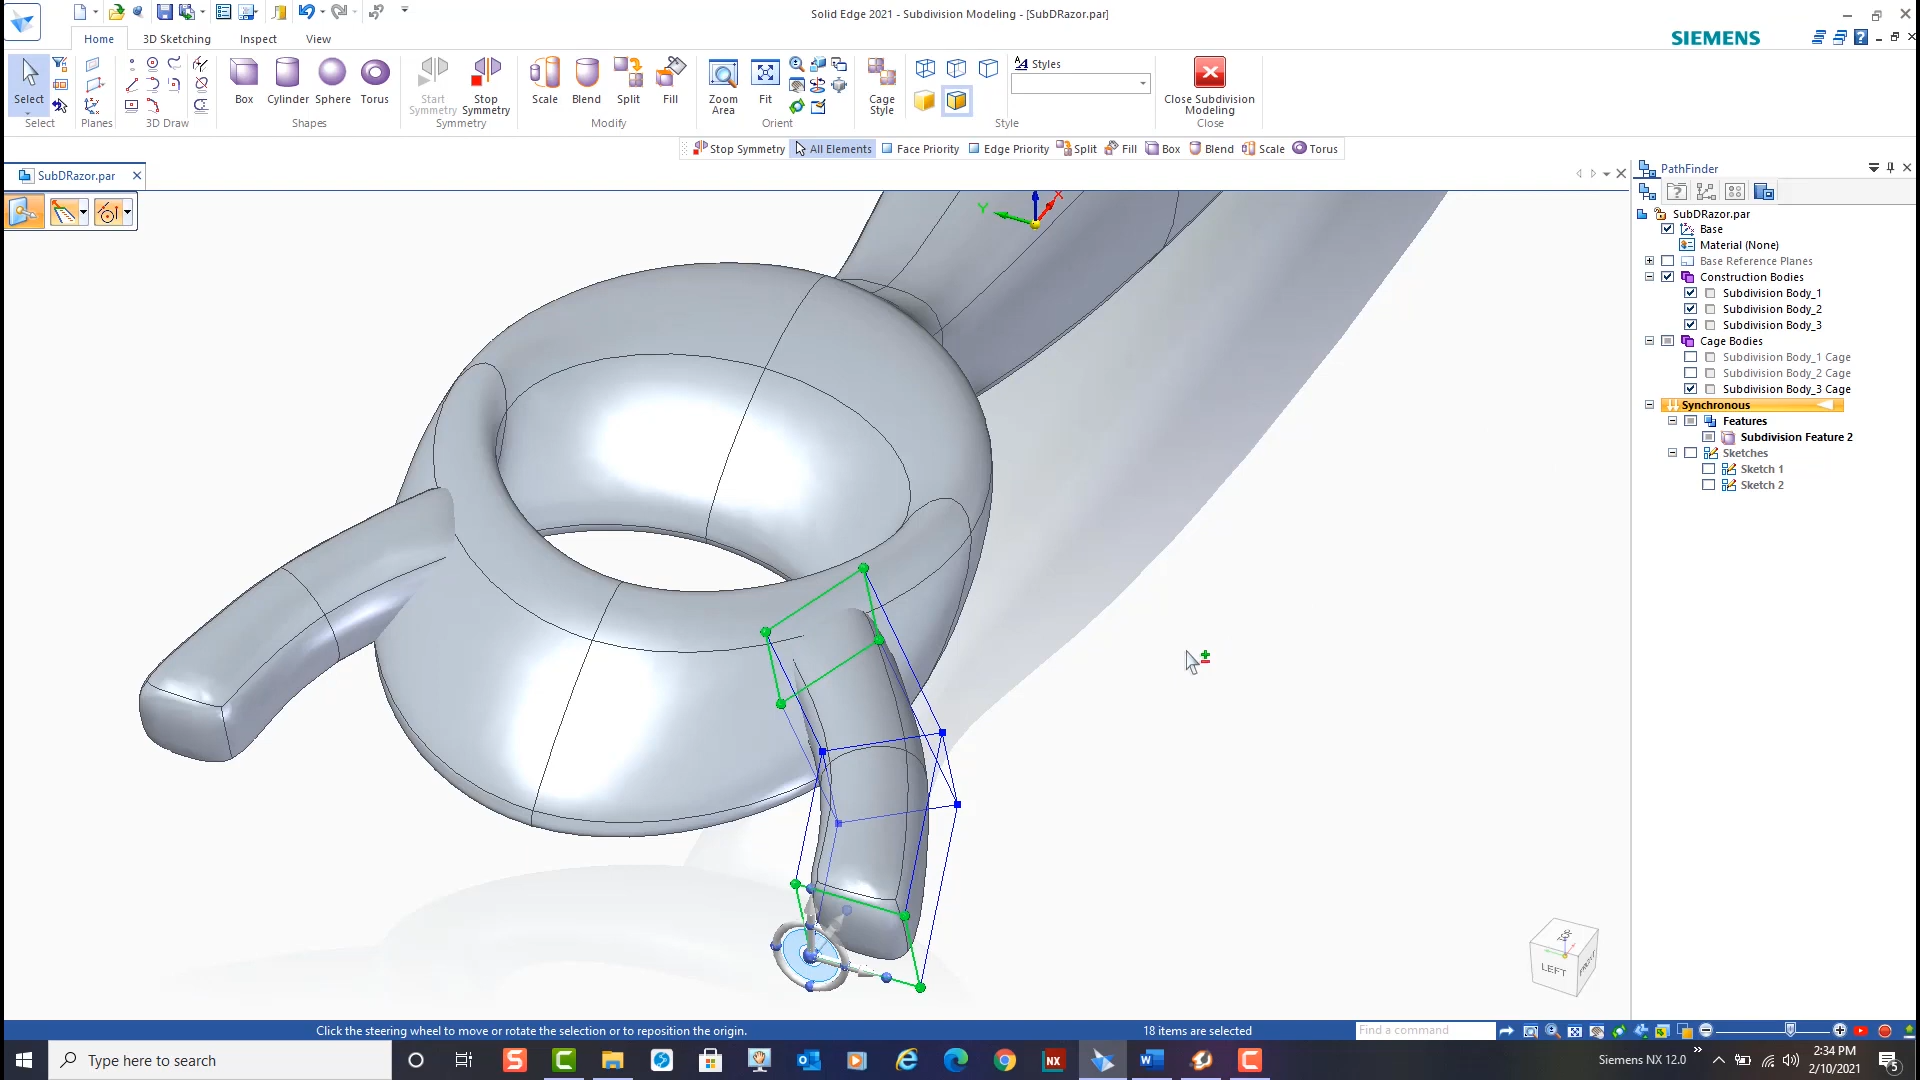 Solid Edge 2021 - Subdivision Modeling - [SubDRazor.par]
Home
3D Sketching
Inspect
View
SIEMENS
Select
Box
Cylinder
Sphere
Torus
Start Symmetry
Stop Symmetry
Scale
Blend
Split
Fill
Zoom Area
Fit
Cage Style
Styles
Close Subdivision Modeling
Select
Planes
3D Draw
Shapes
Symmetry
Modify
Orient
Style
Close
Stop Symmetry
All Elements
Face Priority
Edge Priority
Split
Fill
Box
Blend
Scale
Torus
SubDRazor.par
PathFinder
SubDRazor.par
Base
Material (None)
Base Reference Planes
Construction Bodies
Subdivision Body_1
Subdivision Body_2
Subdivision Body_3
Cage Bodies
Subdivision Body_1 Cage
Subdivision Body_2 Cage
Subdivision Body_3 Cage
Synchronous
Features
Subdivision Feature 2
Sketches
Sketch 1
Sketch 2
Y
X
TOP
LEFT
FRONT
Click the steering wheel to move or rotate the selection or to reposition the origin.
18 items are selected
Find a command
Type here to search
S
C
NX
W
C
Siemens NX 12.0
2:34 PM
2/10/2021
5